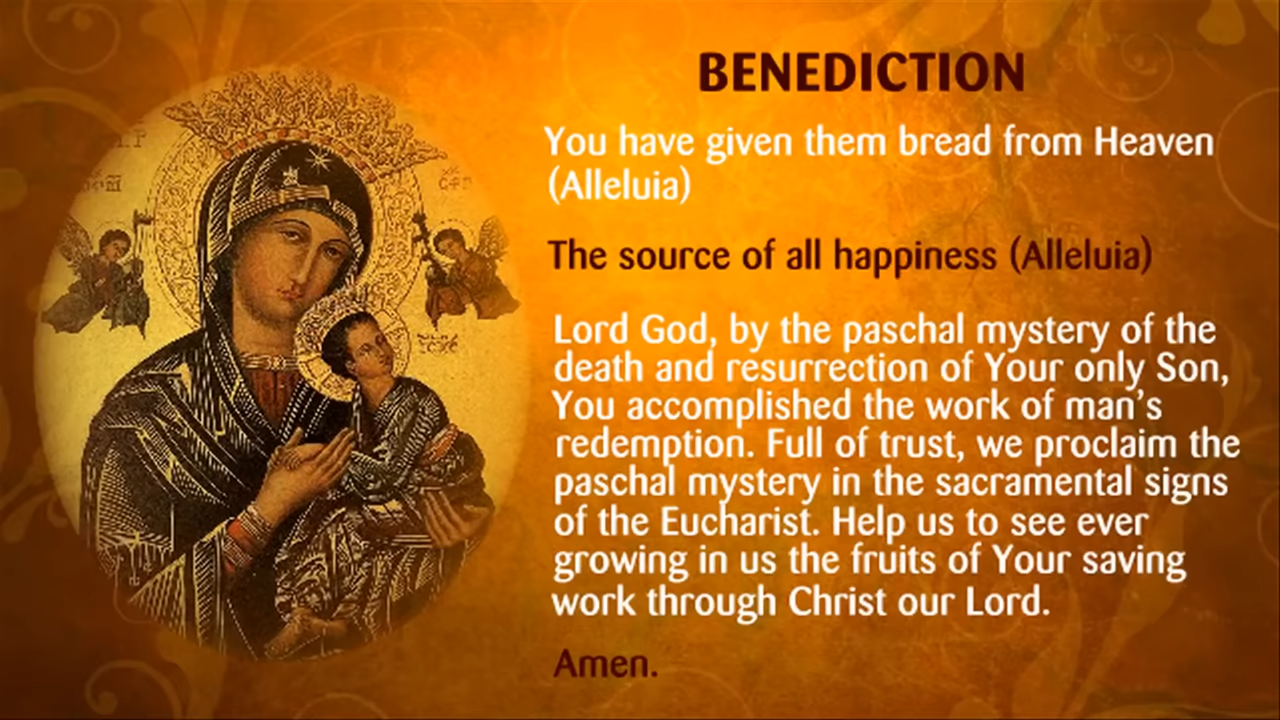 BENEDICTION
You have given them bread from Heaven
(Alleluia)
The source of all happiness (Alleluia)
Lord God, by the paschal mystery of the
death and resurrection of Your only Son,
You accomplished the work of man's
redemption. Full of trust, we proclaim the
paschal mystery in the sacramental signs
of the Eucharist. Help us to see ever
growing in us the fruits of Your saving
work through Christ our Lord.
Amen.